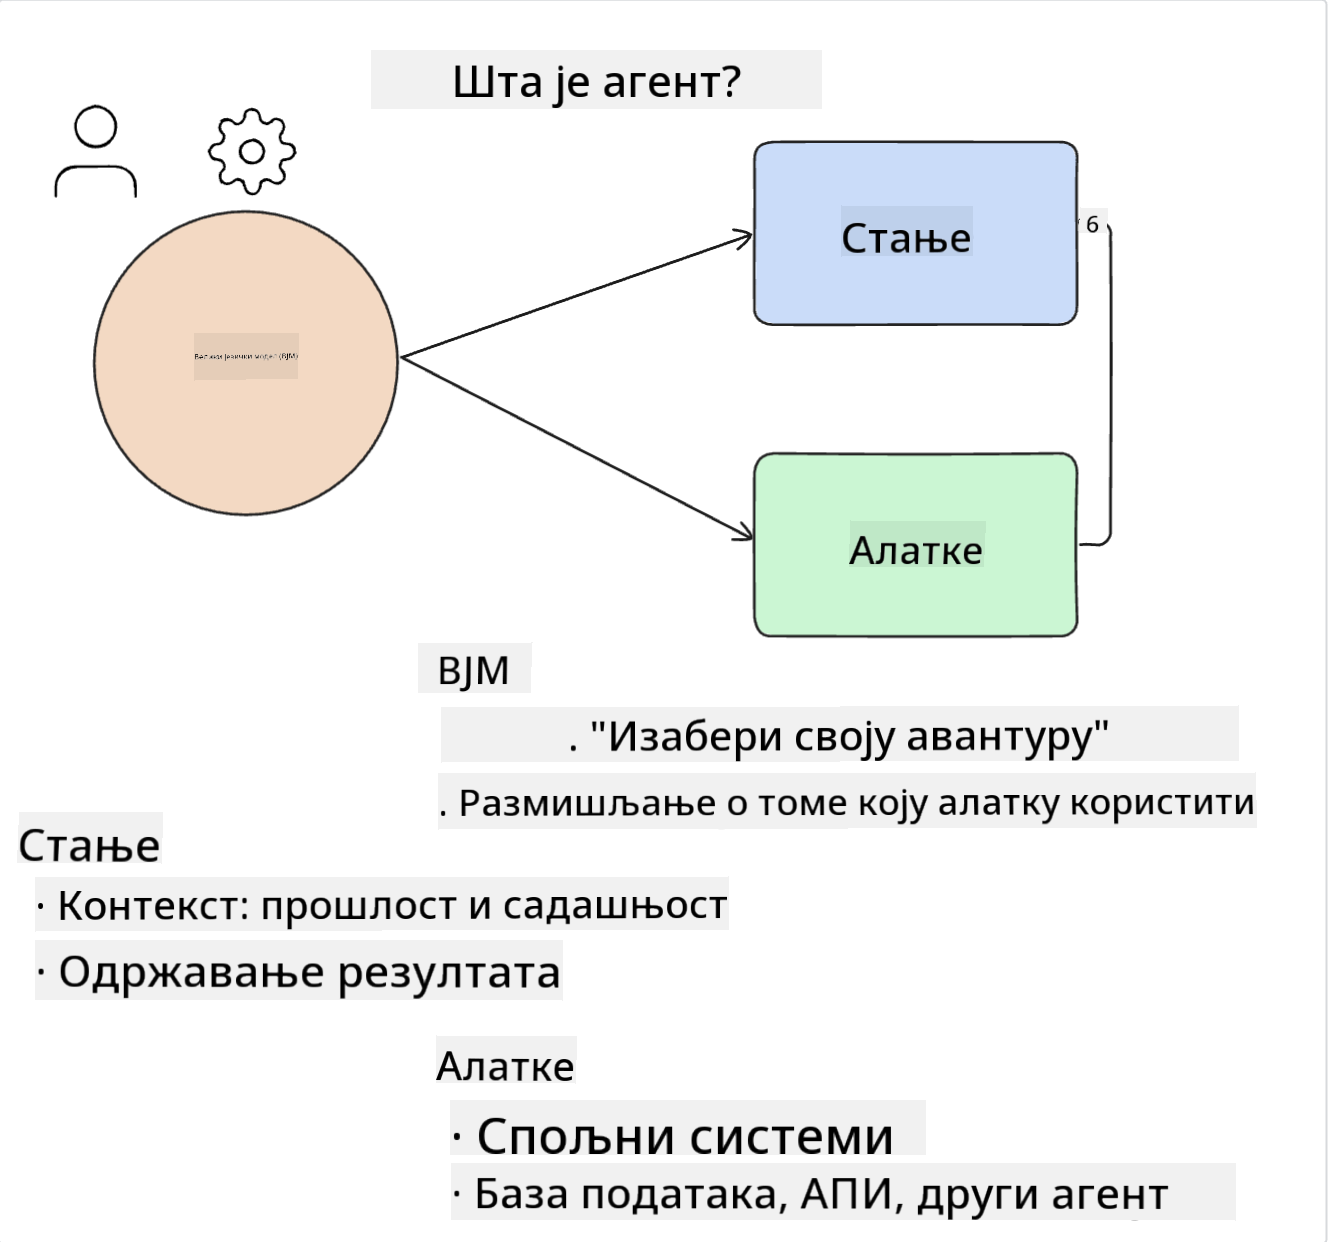 Шта је агент?
Стање
6
Велики језички модел (ВЈМ)
Алатке
ВЈМ
. "Изабери своју авантуру"
. Размишљање о томе коју алатку користити
Стање
· Контекст: прошлост и садашњост
· Одржавање резултата
Алатке
· Спољни системи
· База података, АПИ, други агент